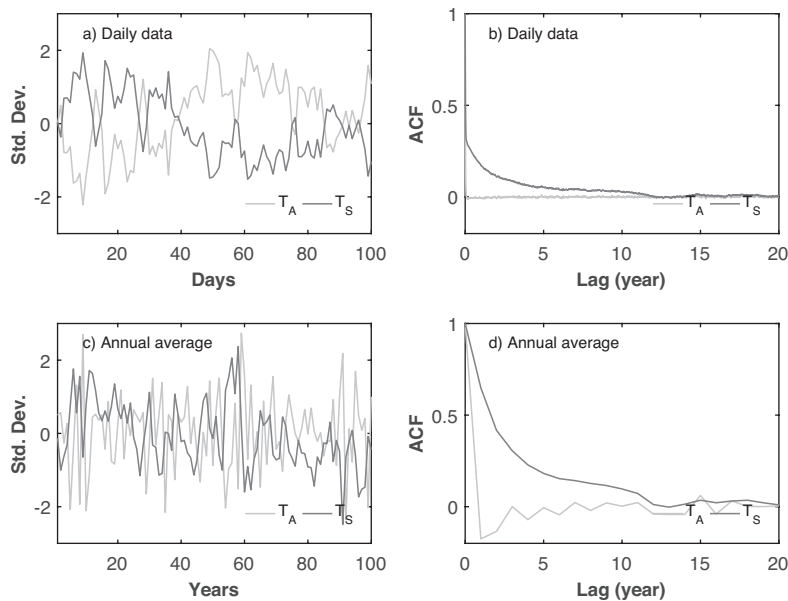 a) Daily data
Std. Dev.
2
0
-2
20 40 60 80 100
Days
T_A T_S
b) Daily data
ACF
1
0.5
0
0 5 10 15 20
Lag (year)
T_A T_S
c) Annual average
Std. Dev.
2
0
-2
20 40 60 80 100
Years
T_A T_S
d) Annual average
ACF
1
0.5
0
0 5 10 15 20
Lag (year)
T_A T_S